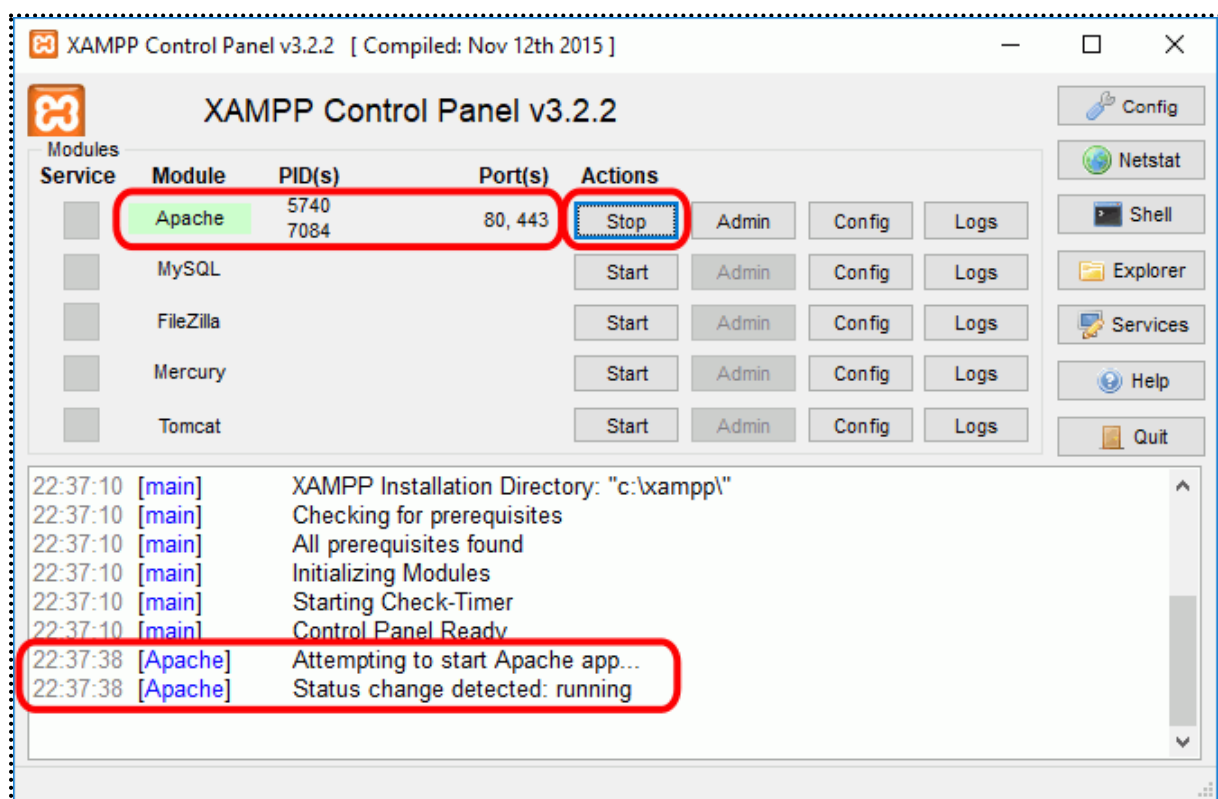 XAMPP Control Panel v3.2.2 [ Compiled: Nov 12th 2015 ]
XAMPP Control Panel v3.2.2
Config
Modules
Netstat
Service Module PID(s) Port(s) Actions
Apache 5740 7084 80, 443 Stop Admin Config Logs
Shell
MySQL Start Admin Config Logs
Explorer
FileZilla Start Admin Config Logs
Services
Mercury Start Admin Config Logs
Help
Tomcat Start Admin Config Logs
Quit
22:37:10 [main] XAMPP Installation Directory: "c:\xampp\"
22:37:10 [main] Checking for prerequisites
22:37:10 [main] All prerequisites found
22:37:10 [main] Initializing Modules
22:37:10 [main] Starting Check-Timer
22:37:10 [main] Control Panel Ready
22:37:38 [Apache] Attempting to start Apache app...
22:37:38 [Apache] Status change detected: running